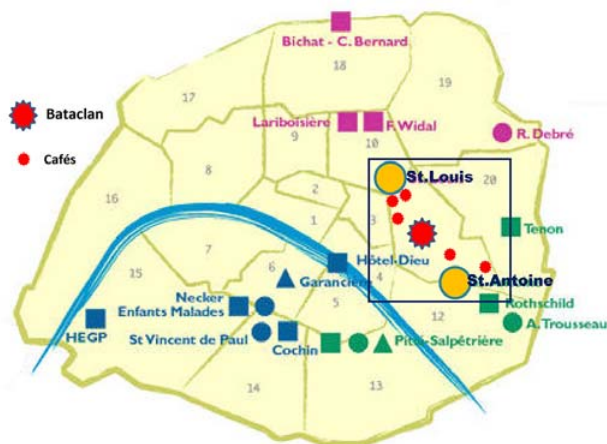 Bichat - C. Bernard
18
19
17
Bataclan
Lariboisière
F. Widal
R. Debré
9
10
Cafés
8
St.Louis
20
2
16
3
1
Tenon
7
Hôtel-Dieu
6
4
15
Garancière
St.Antoine
Necker
Enfants Malades
5
12
Rothschild
HEGP
St Vincent de Paul
Cochin
Pitié-Salpétrière
A. Trousseau
14
13